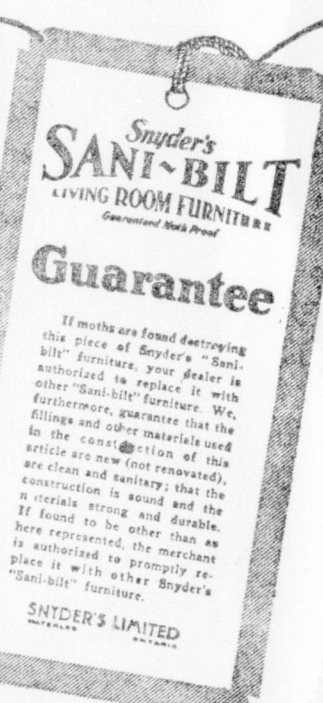 Snyder's
SANI~BILT
LIVING ROOM FURNITURE
Guaranteed Moth Proof
Guarantee
If moths are found destroying
this piece of Snyder's "Sani-
bilt" furniture, your dealer is
authorized to replace it with
other "Sani-bilt" furniture. We,
furthermore, guarantee that the
fillings and other materials used
in the construction of this
article are new (not renovated),
are clean and sanitary; that the
construction is sound and the
materials strong and durable.
If found to be other than as
here represented, the merchant
is authorized to promptly re-
place it with other Snyder's
"Sani-bilt" furniture.
SNYDER'S LIMITED
WATERLOO ONTARIO